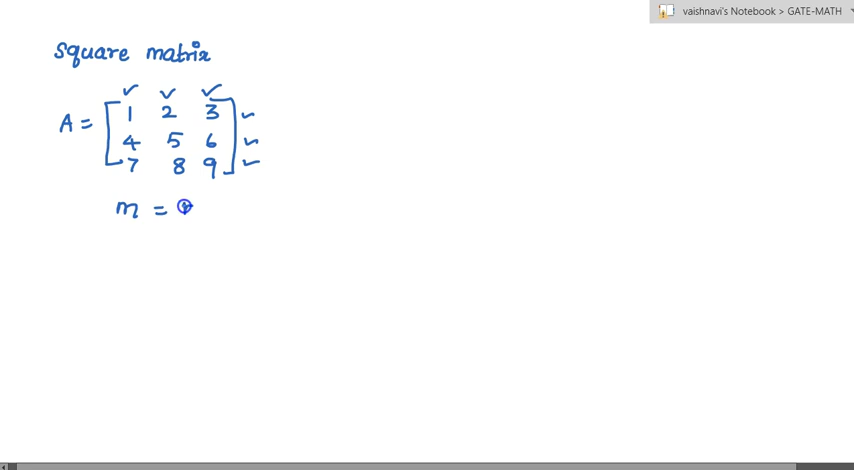 vaishnavi's Notebook > GATE-MATH
Square matrix
A = [1 2 3
4 5 6
7 8 9]
m =